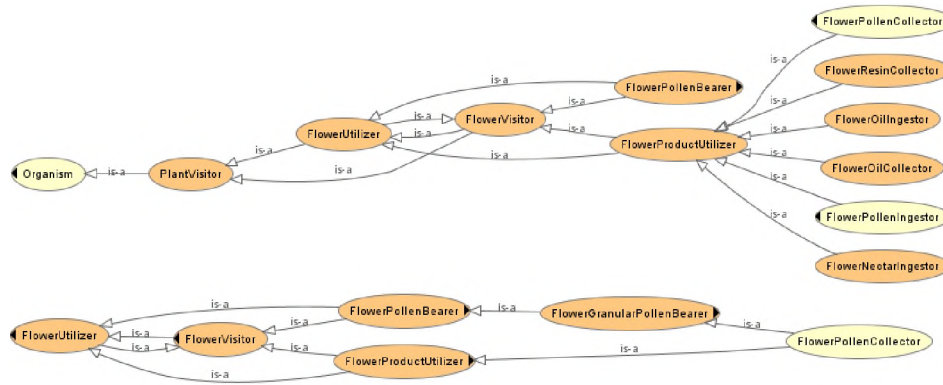 FlowerPollenCollector
is-a
FlowerResinCollector
is-a
is-a
FlowerPollenBearer
is-a
is-a
FlowerOilIngestor
is-a
FlowerVisitor
is-a
FlowerUtilizer
is-a
is-a
FlowerProductUtilizer
is-a
is-a
is-a
FlowerOilCollector
Organism
is-a
PlantVisitor
is-a
is-a
FlowerPollenIngestor
is-a
FlowerNectarIngestor
is-a
FlowerPollenBearer
is-a
FlowerGranularPollenBearer
is-a
is-a
FlowerUtilizer
is-a
FlowerVisitor
FlowerPollenCollector
is-a
is-a
FlowerProductUtilizer
is-a
is-a